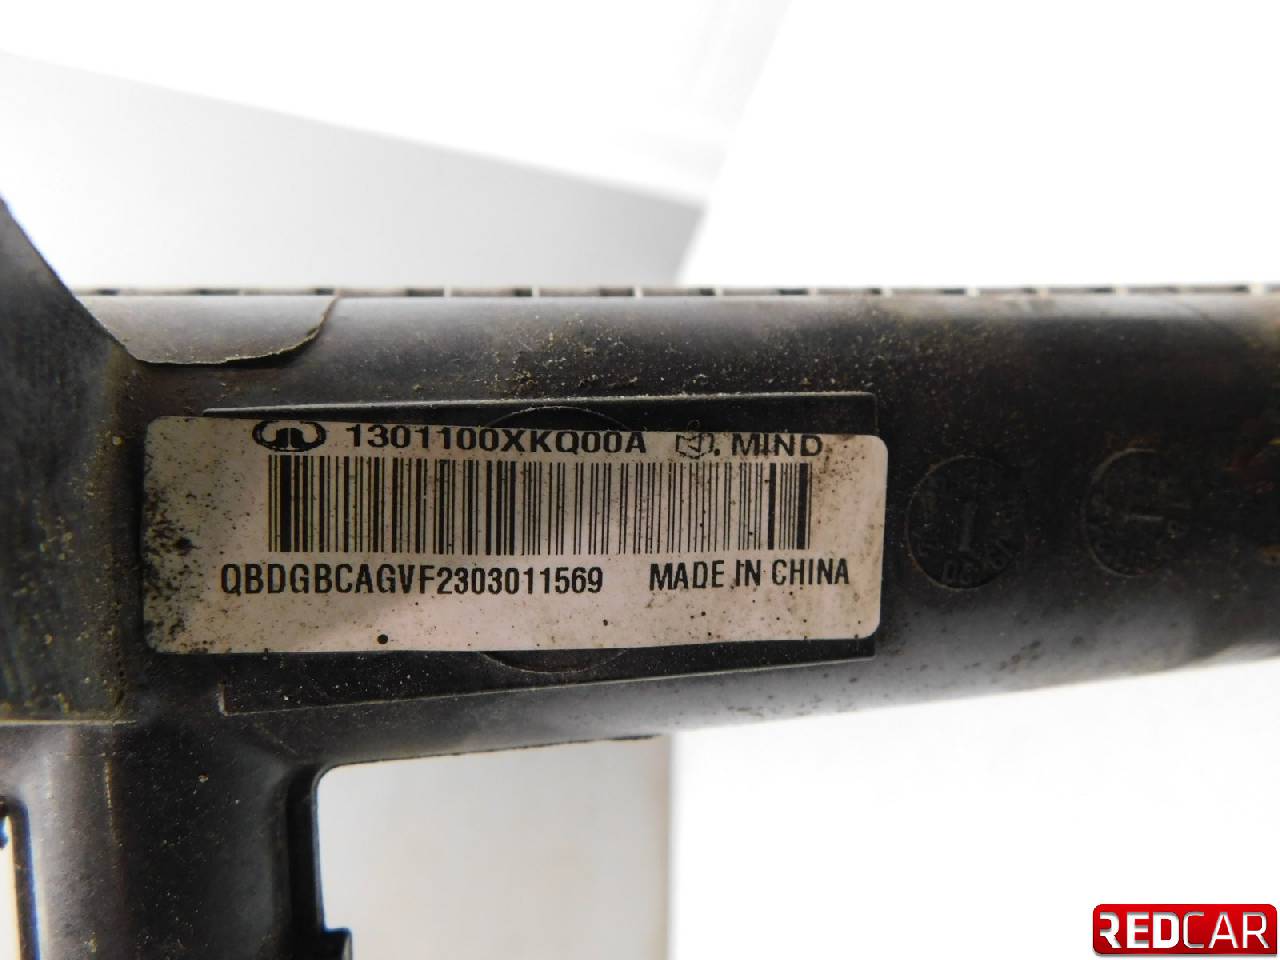 1301100XKQ00A MIND
QBDGBCAGVF2303011569 MADE IN CHINA
REDCAR